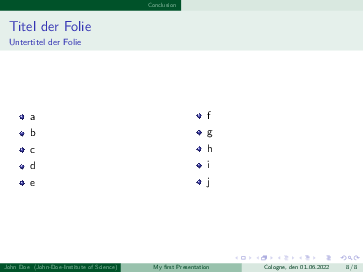 Conclusion
Titel der Folie
Untertitel der Folie
a
b
c
d
e
f
g
h
i
j
John Doe (John-Doe-Institute of Science)
My first Presentation
Cologne, den 01.06.2022
8 / 8